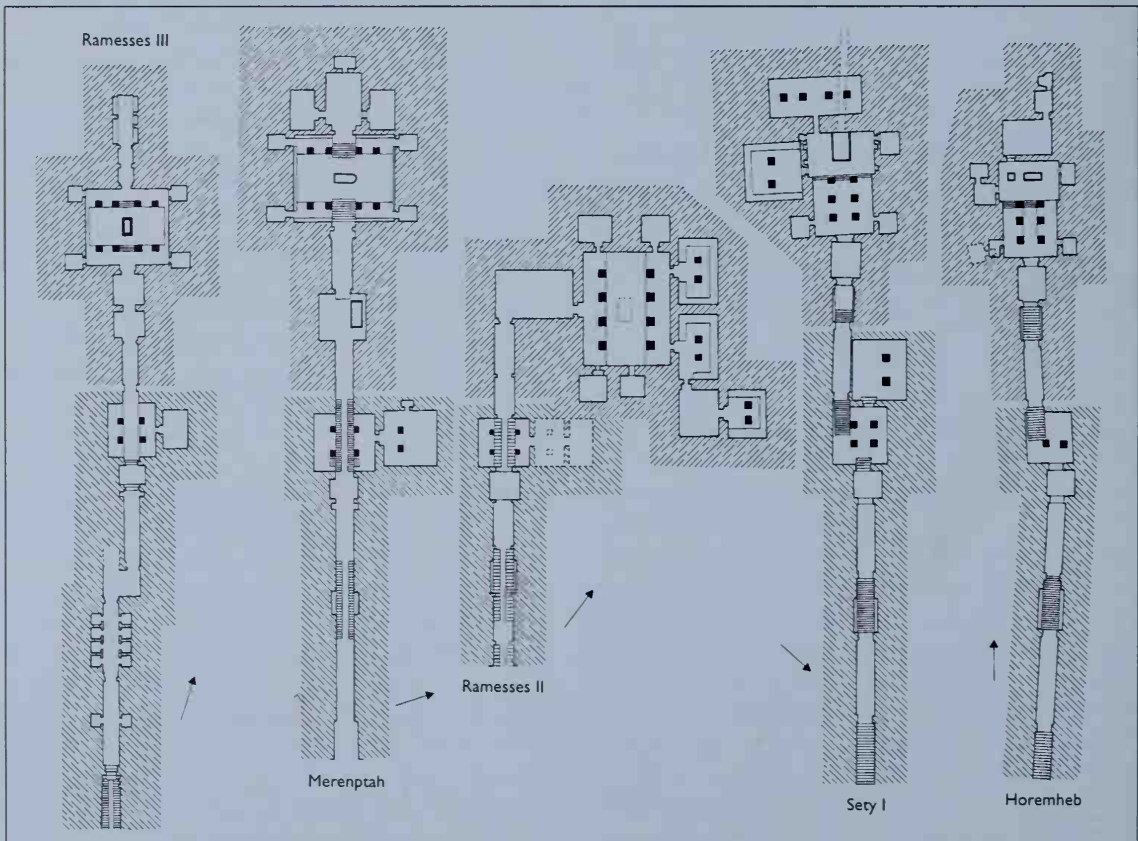 Ramesses III
Ramesses II
Merenptah
Sety I
Horemheb